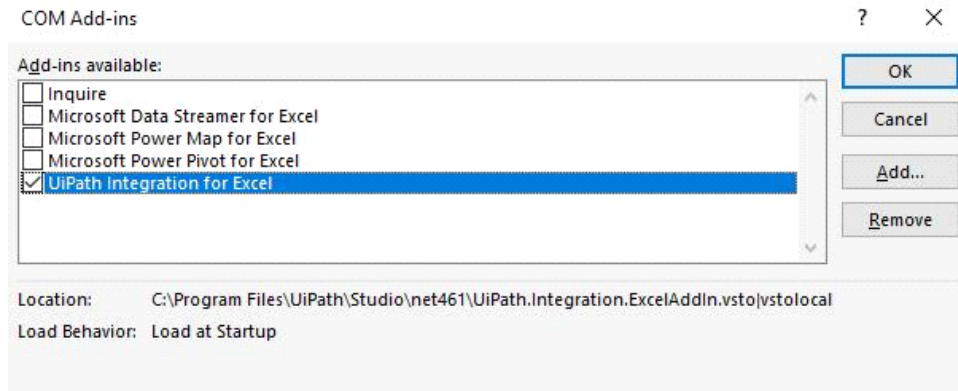 COM Add-ins
? ×
Add-ins available:
Inquire
Microsoft Data Streamer for Excel
Microsoft Power Map for Excel
Microsoft Power Pivot for Excel
UiPath Integration for Excel
OK
Cancel
Add...
Remove
Location: C:\Program Files\UiPath\Studio\net461\UiPath.Integration.ExcelAddIn.vsto|vstolocal
Load Behavior: Load at Startup